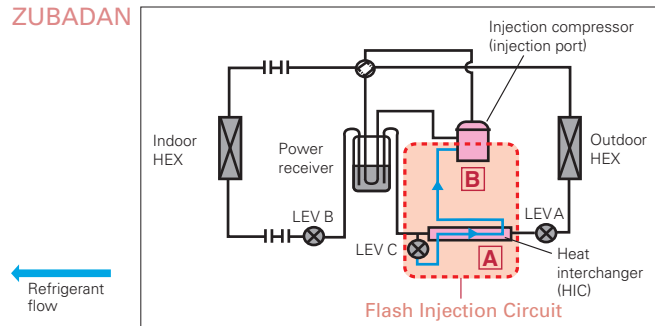 ZUBADAN
Injection compressor
(injection port)
Indoor
HEX
Power
receiver
Outdoor
HEX
B
LEV B
LEV A
LEV C
A
Heat
interchanger
(HIC)
Refrigerant
flow
Flash Injection Circuit